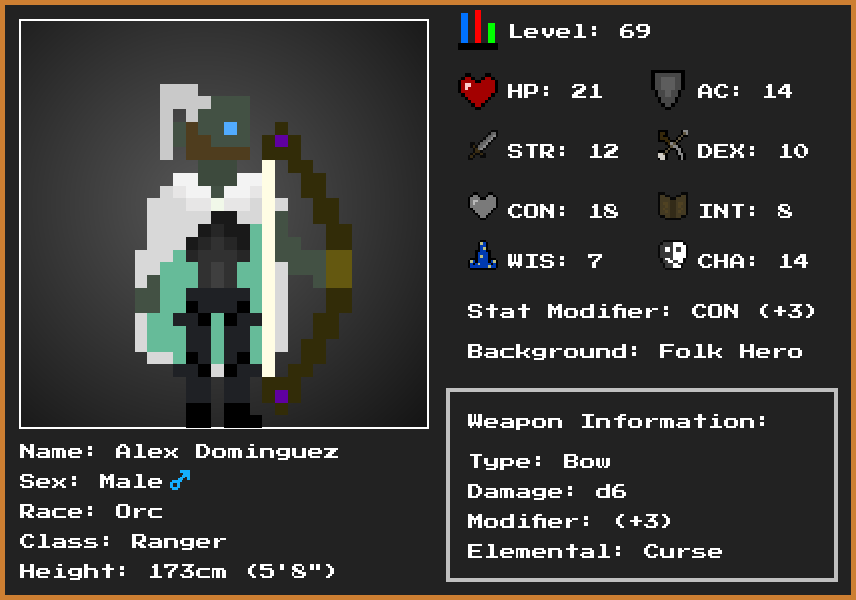 Level: 69
HP: 21 AC: 14
STR: 12 DEX: 10
CON: 18 INT: 8
WIS: 7 CHA: 14
Stat Modifier: CON (+3)
Background: Folk Hero
Weapon Information:
Type: Bow
Damage: d6
Modifier: (+3)
Elemental: Curse
Name: Alex Dominguez
Sex: Male ♂
Race: Orc
Class: Ranger
Height: 173cm (5'8")